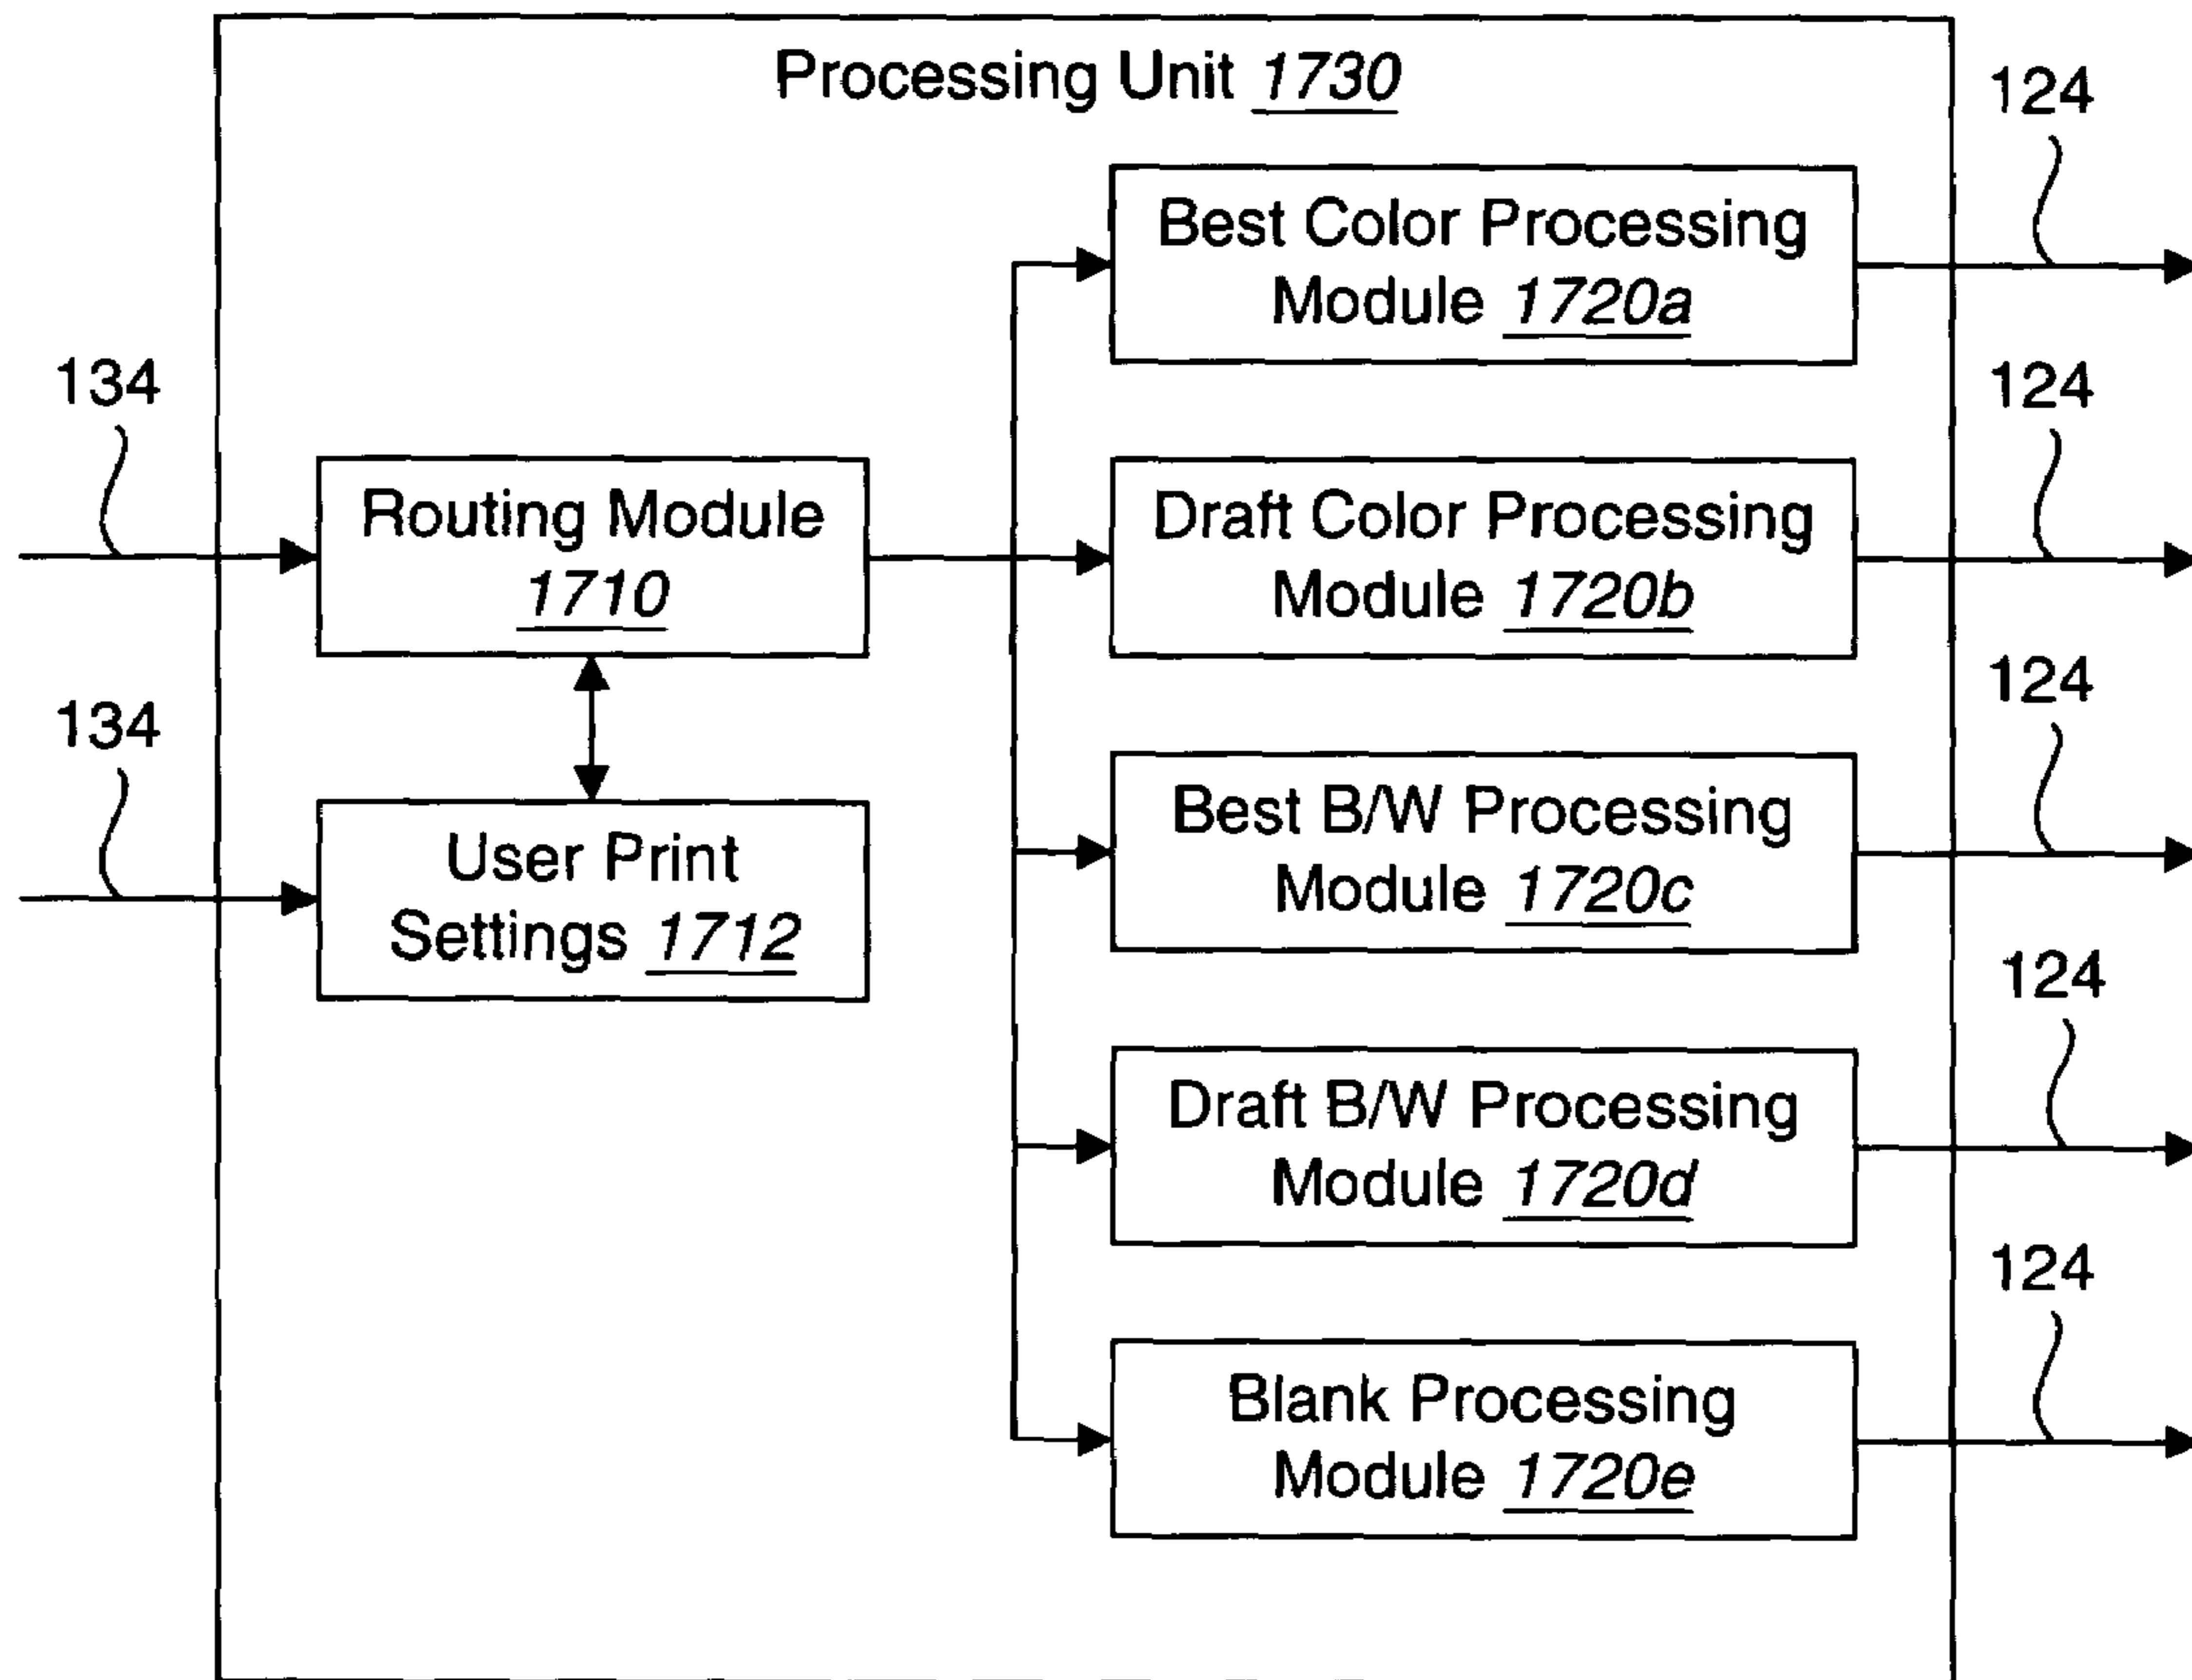 Processing Unit 1730
124
Best Color Processing
Module 1720a
134
124
Routing Module
1710
Draft Color Processing
Module 1720b
134
124
User Print
Settings 1712
Best B/W Processing
Module 1720c
124
Draft B/W Processing
Module 1720d
124
Blank Processing
Module 1720e